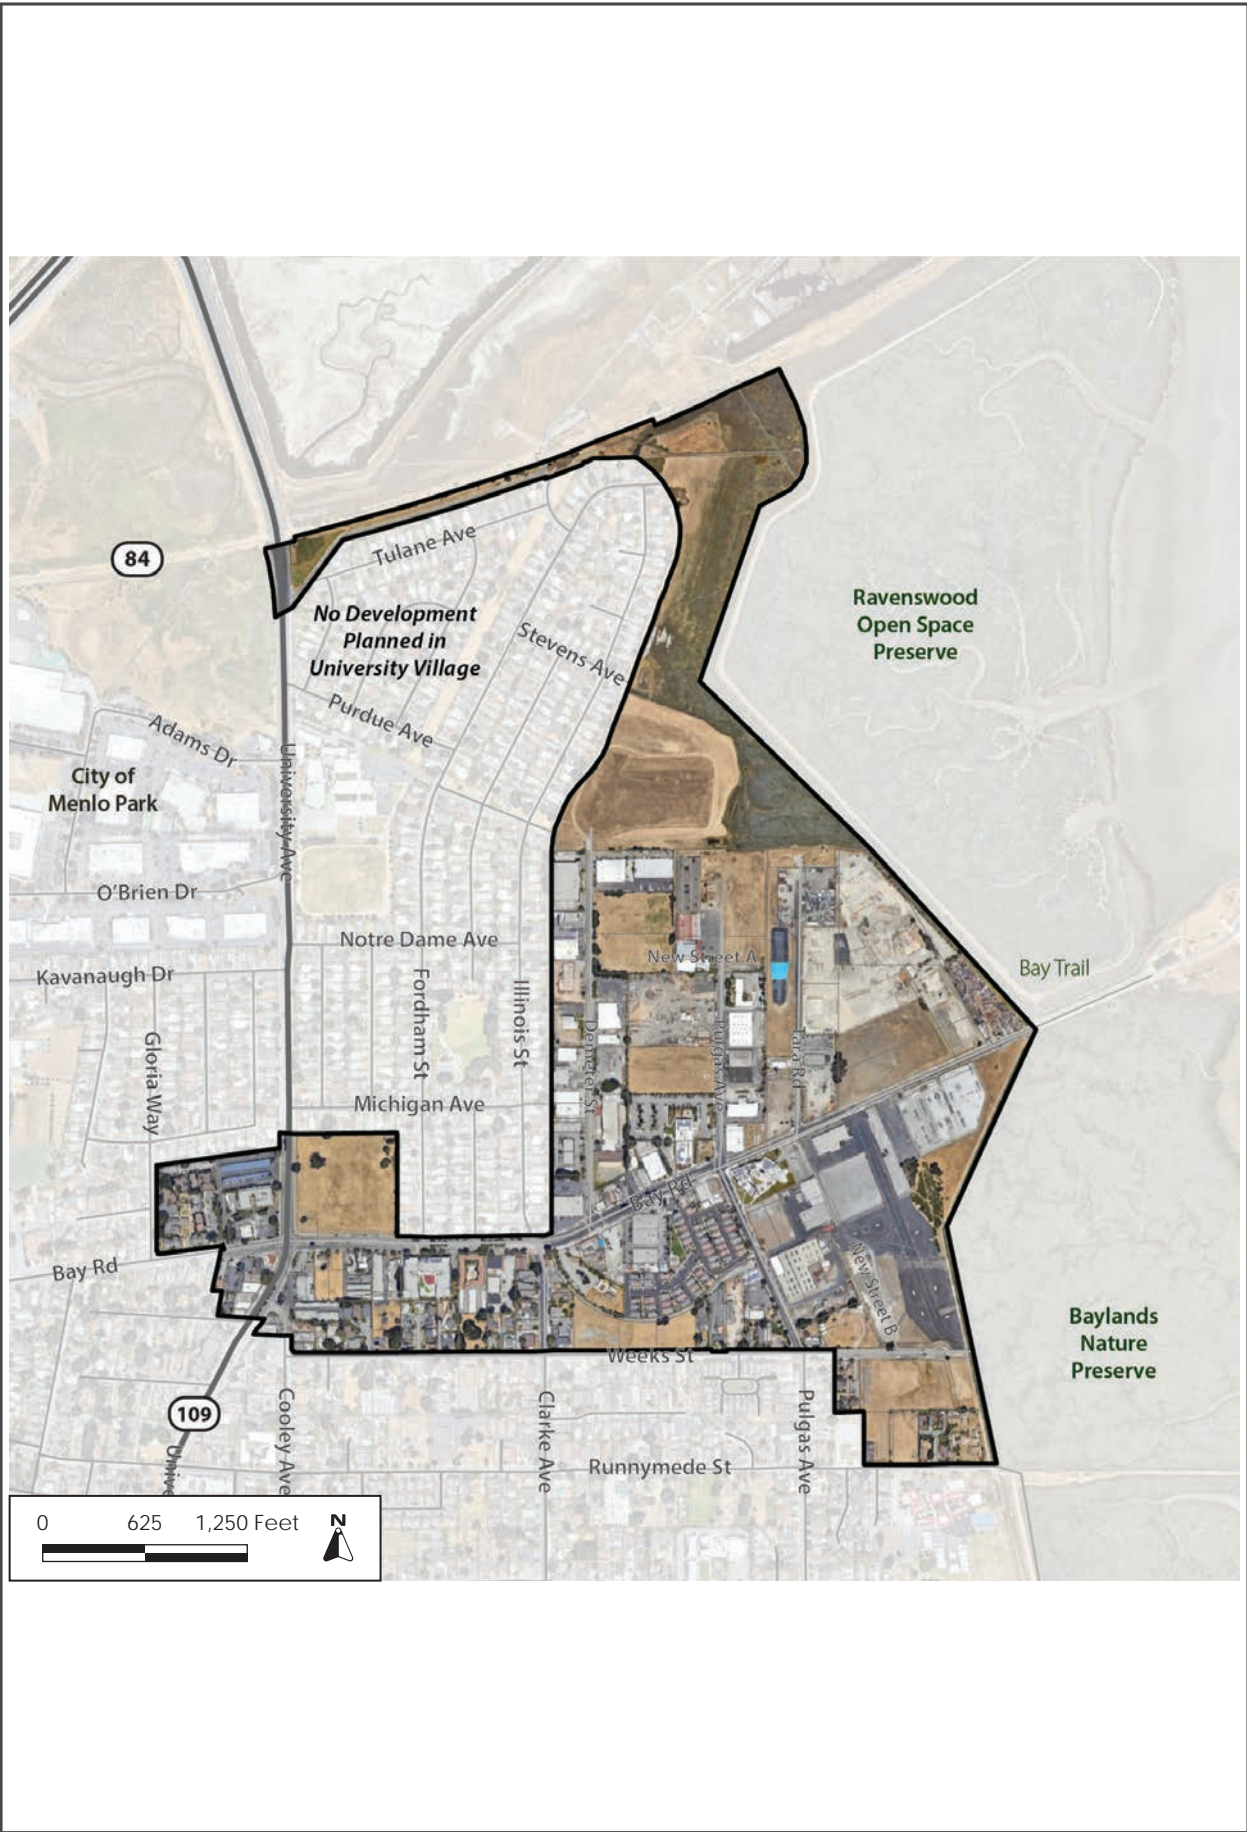 84
Tulane Ave
No Development
Planned in
University Village
Stevens Ave
Ravenswood
Open Space
Preserve
Purdue Ave
Adams Dr
University Ave
City of
Menlo Park
O'Brien Dr
Notre Dame Ave
New Street A
Kavanaugh Dr
Bay Trail
Fordham St
Illinois St
Gloria Way
Demeter St
Pulgas Ave
Tara Rd
Michigan Ave
Bay Rd
Bay Rd
New Street B
Baylands
Nature
Preserve
Weeks St
109
Cooley Ave
Clarke Ave
Pulgas Ave
Unive
Runnymede St
0 625 1,250 Feet
N